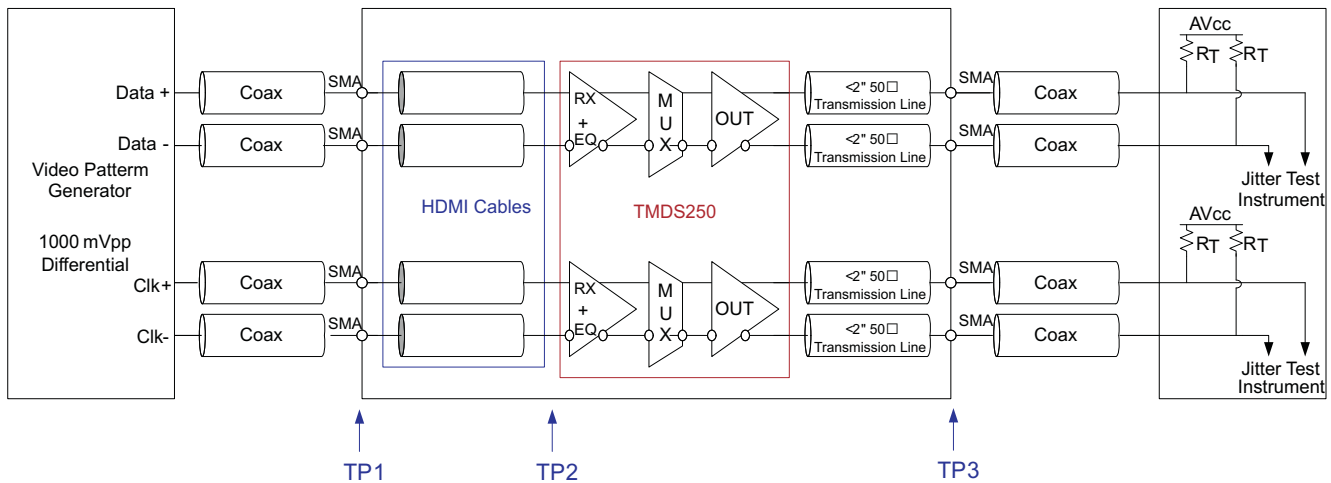 AVcc
RT RT
Data + Coax SMA RX + EQ MUX OUT <2" 50□ Transmission Line SMA Coax
Data - Coax SMA <2" 50□ Transmission Line Coax
Video Patterm
Generator
HDMI Cables
TMDS250
Jitter Test
Instrument
1000 mVpp
Differential
AVcc
RT RT
Clk+ Coax SMA RX + EQ MUX OUT <2" 50□ Transmission Line SMA Coax
Clk- Coax SMA <2" 50□ Transmission Line SMA Coax
Jitter Test
Instrument
TP1
TP2
TP3